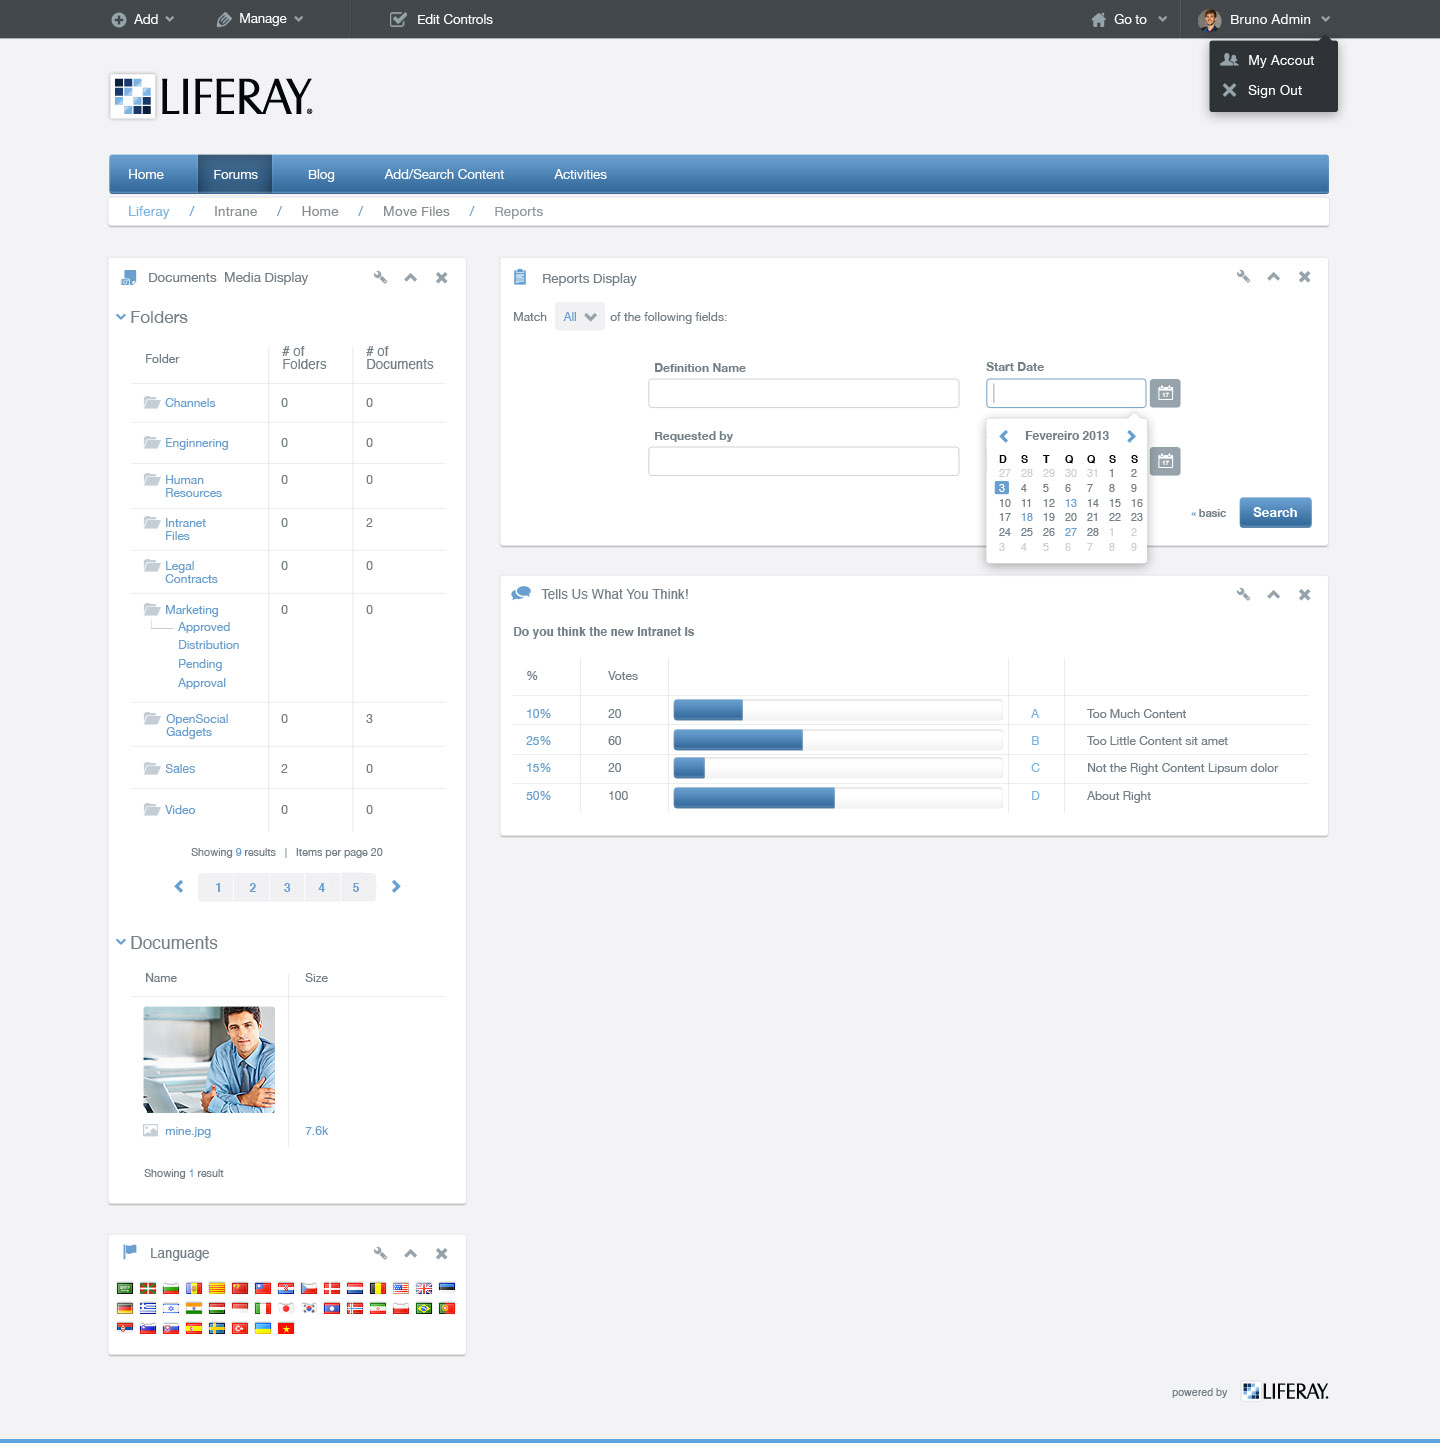 Add
Manage
Edit Controls
Go to
Bruno Admin
My Accout
Sign Out
LIFERAY.
Home
Forums
Blog
Add/Search Content
Activities
Liferay / Intrane / Home / Move Files / Reports
Documents Media Display
Folders
Folder
# of Folders
# of Documents
Channels 0 0
Enginnering 0 0
Human Resources 0 0
Intranet Files 0 2
Legal Contracts 0 0
Marketing 0 0
Approved
Distribution
Pending
Approval
OpenSocial Gadgets 0 3
Sales 2 0
Video 0 0
Showing 9 results | Items per page 20
1 2 3 4 5
Documents
Name Size
mine.jpg 7.6k
Showing 1 result
Language
Reports Display
Match All of the following fields:
Definition Name
Start Date
17
Requested by
17
Fevereiro 2013
D S T Q Q S S
27 28 29 30 31 1 2
3 4 5 6 7 8 9
10 11 12 13 14 15 16
17 18 19 20 21 22 23
24 25 26 27 28 1 2
3 4 5 6 7 8 9
« basic
Search
Tells Us What You Think!
Do you think the new Intranet Is
% Votes
10% 20 A Too Much Content
25% 60 B Too Little Content sit amet
15% 20 C Not the Right Content Lipsum dolor
50% 100 D About Right
powered by LIFERAY.